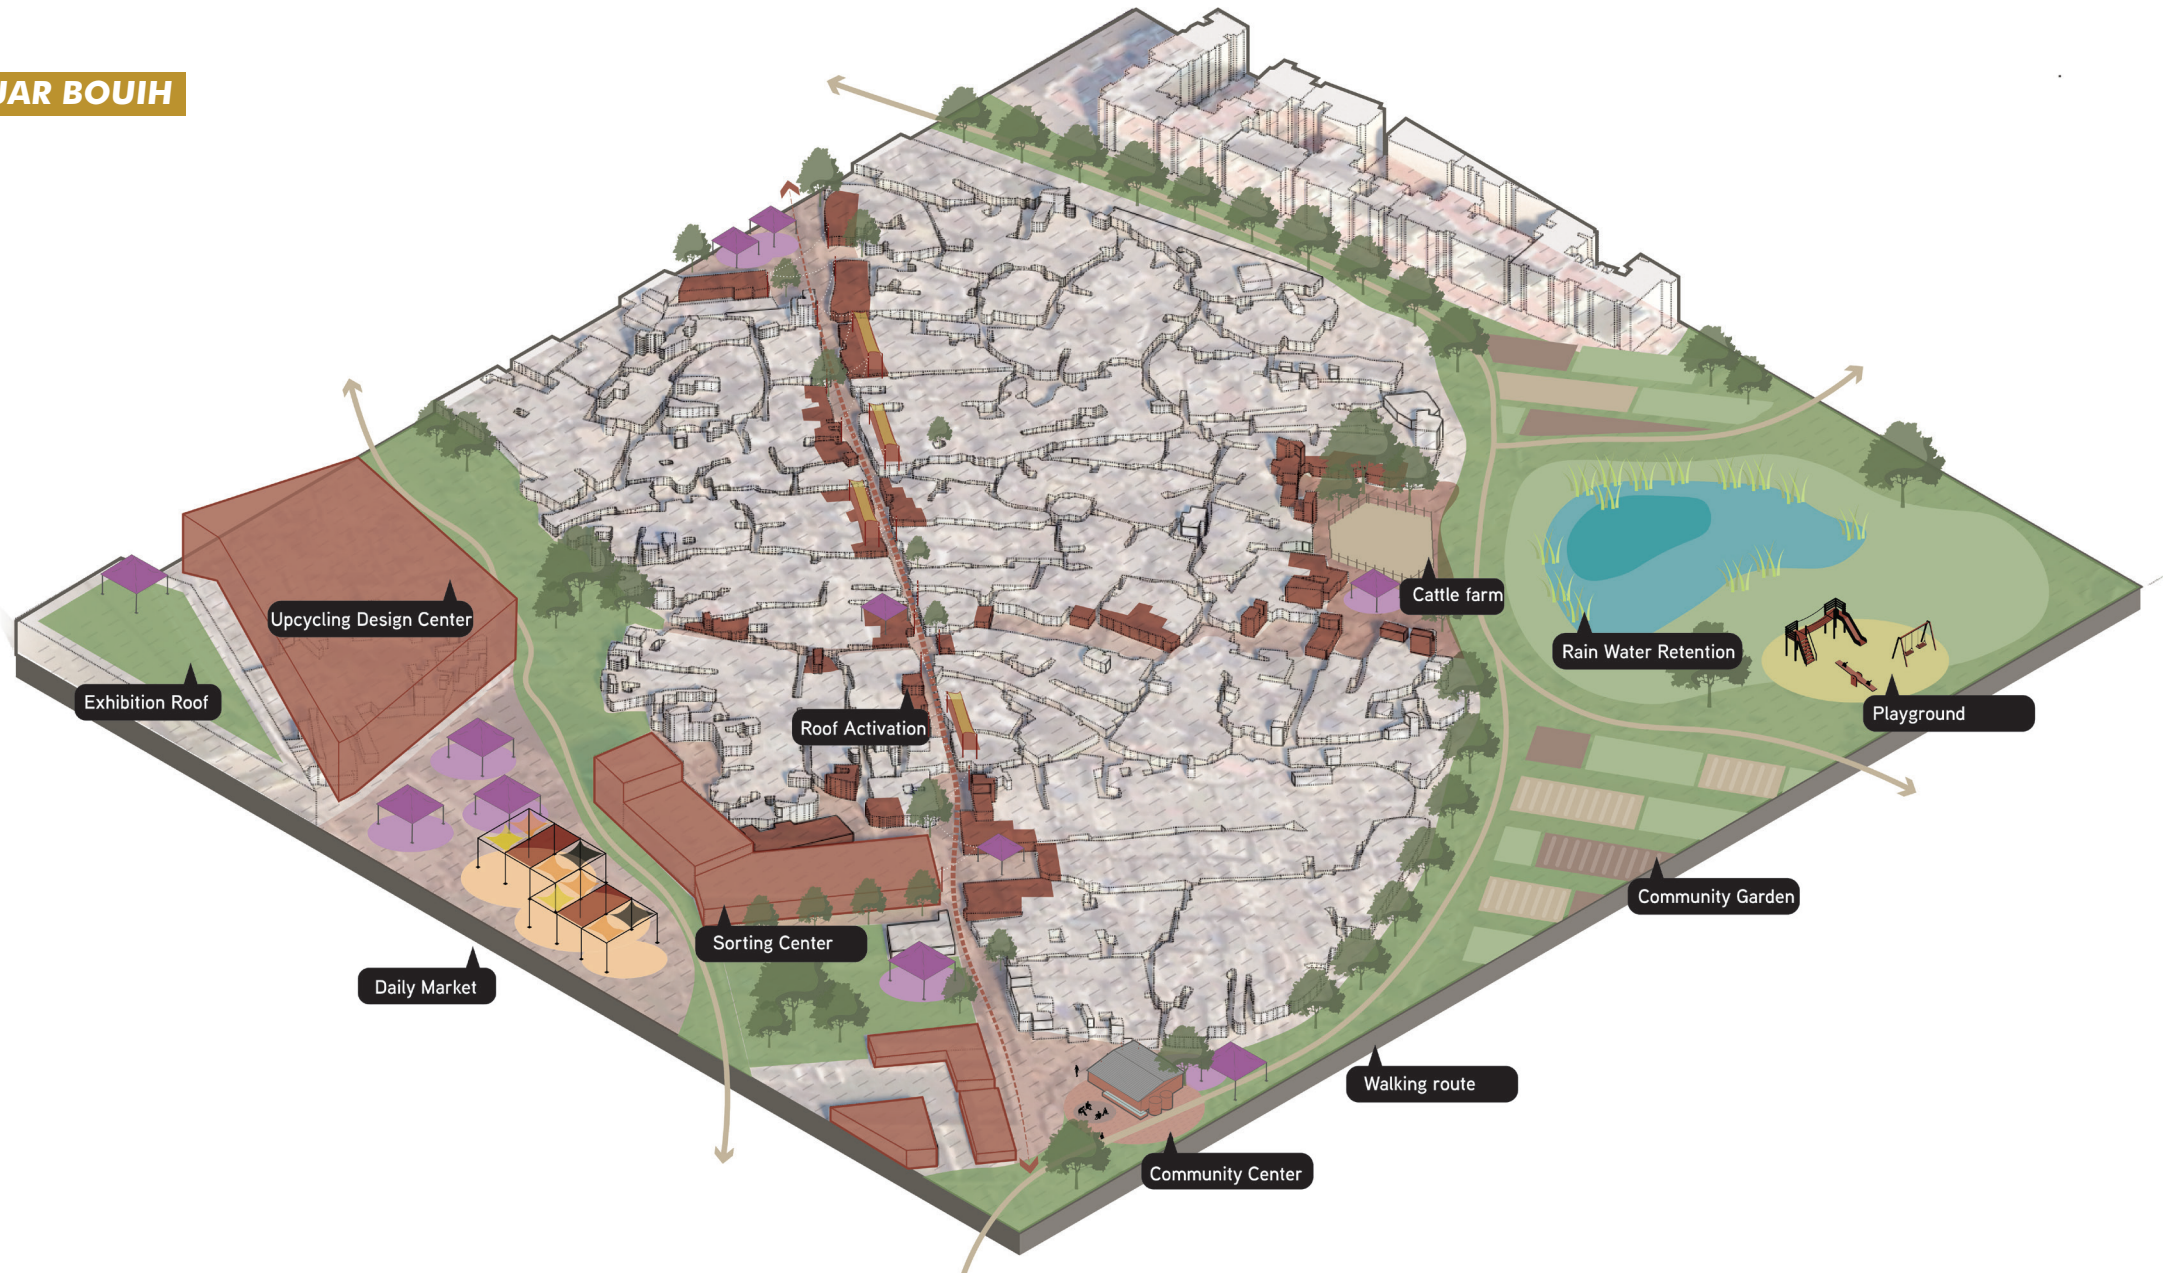 UAR BOUIH
Cattle farm
Upcycling Design Center
Rain Water Retention
Exhibition Roof
Playground
Roof Activation
Community Garden
Sorting Center
Daily Market
Walking route
Community Center